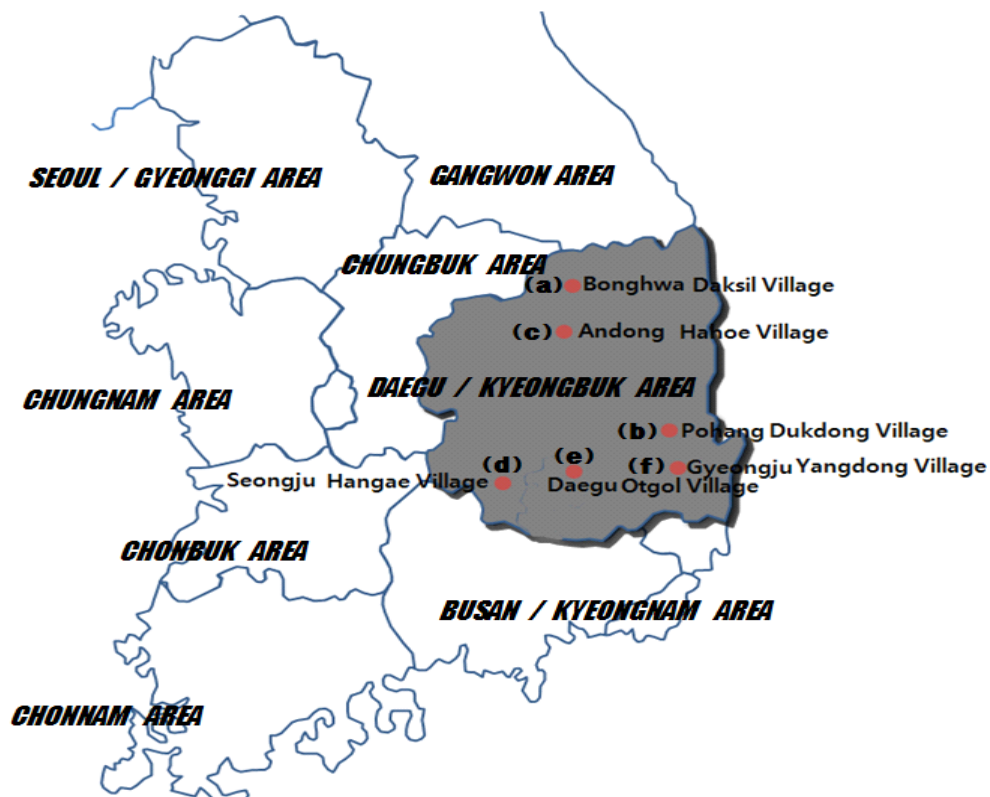 SEOUL / GYEONGGI AREA
GANGWON AREA
CHUNGBUK AREA
(a) Bonghwa Daksil Village
(c) Andong Hahoe Village
DAEGU / KYEONGBUK AREA
CHUNGNAM AREA
(b) Pohang Dukdong Village
(d)
(e)
(f) Gyeongju Yangdong Village
Seongju Hangae Village
Daegu Otgol Village
CHONBUK AREA
BUSAN / KYEONGNAM AREA
CHONNAM AREA